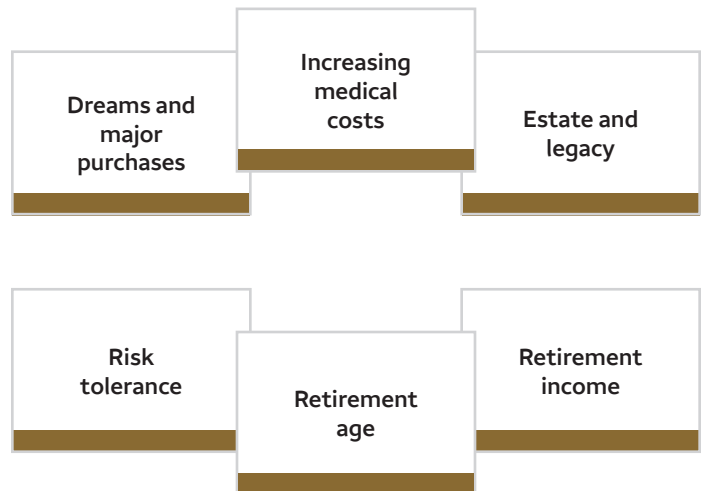 Dreams and
major
purchases
Increasing
medical
costs
Estate and
legacy
Risk
tolerance
Retirement
age
Retirement
income